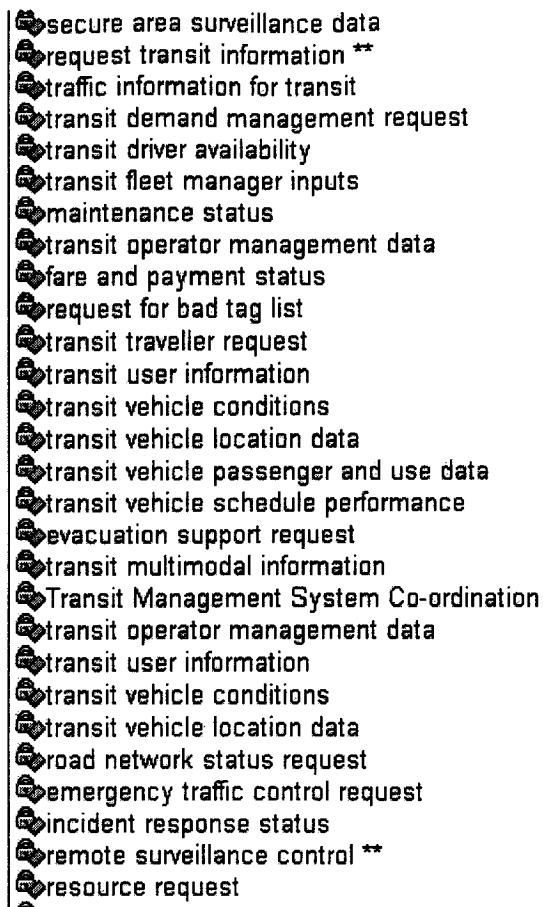 secure area surveillance data
request transit information **
traffic information for transit
transit demand management request
transit driver availability
transit fleet manager inputs
maintenance status
transit operator management data
fare and payment status
request for bad tag list
transit traveller request
transit user information
transit vehicle conditions
transit vehicle location data
transit vehicle passenger and use data
transit vehicle schedule performance
evacuation support request
transit multimodal information
Transit Management System Co-ordination
transit operator management data
transit user information
transit vehicle conditions
transit vehicle location data
road network status request
emergency traffic control request
incident response status
remote surveillance control **
resource request